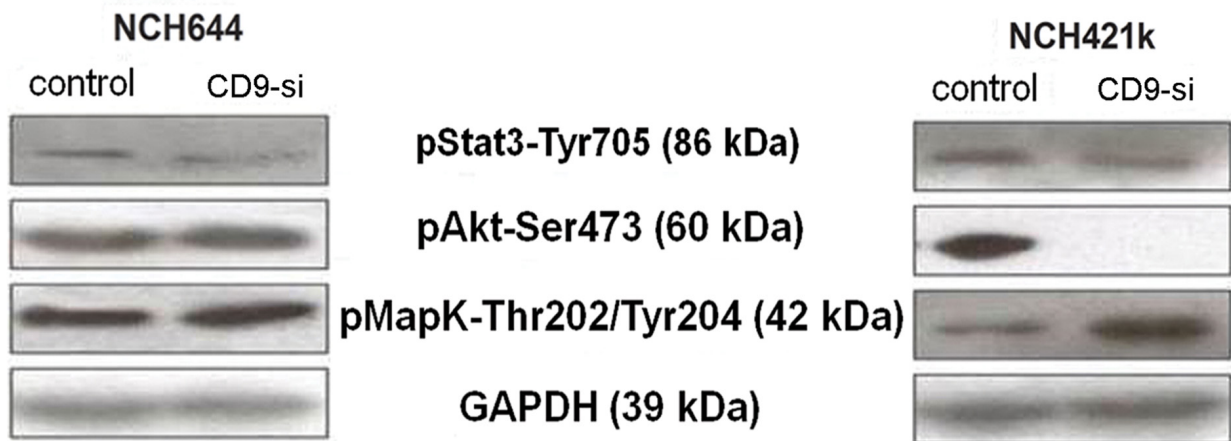 NCH644
control CD9-si
NCH421k
control CD9-si
pStat3-Tyr705 (86 kDa)
pAkt-Ser473 (60 kDa)
pMapK-Thr202/Tyr204 (42 kDa)
GAPDH (39 kDa)